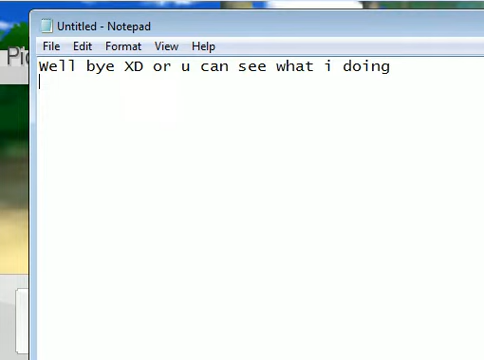 Untitled - Notepad
File Edit Format View Help
Well bye XD or u can see what i doing